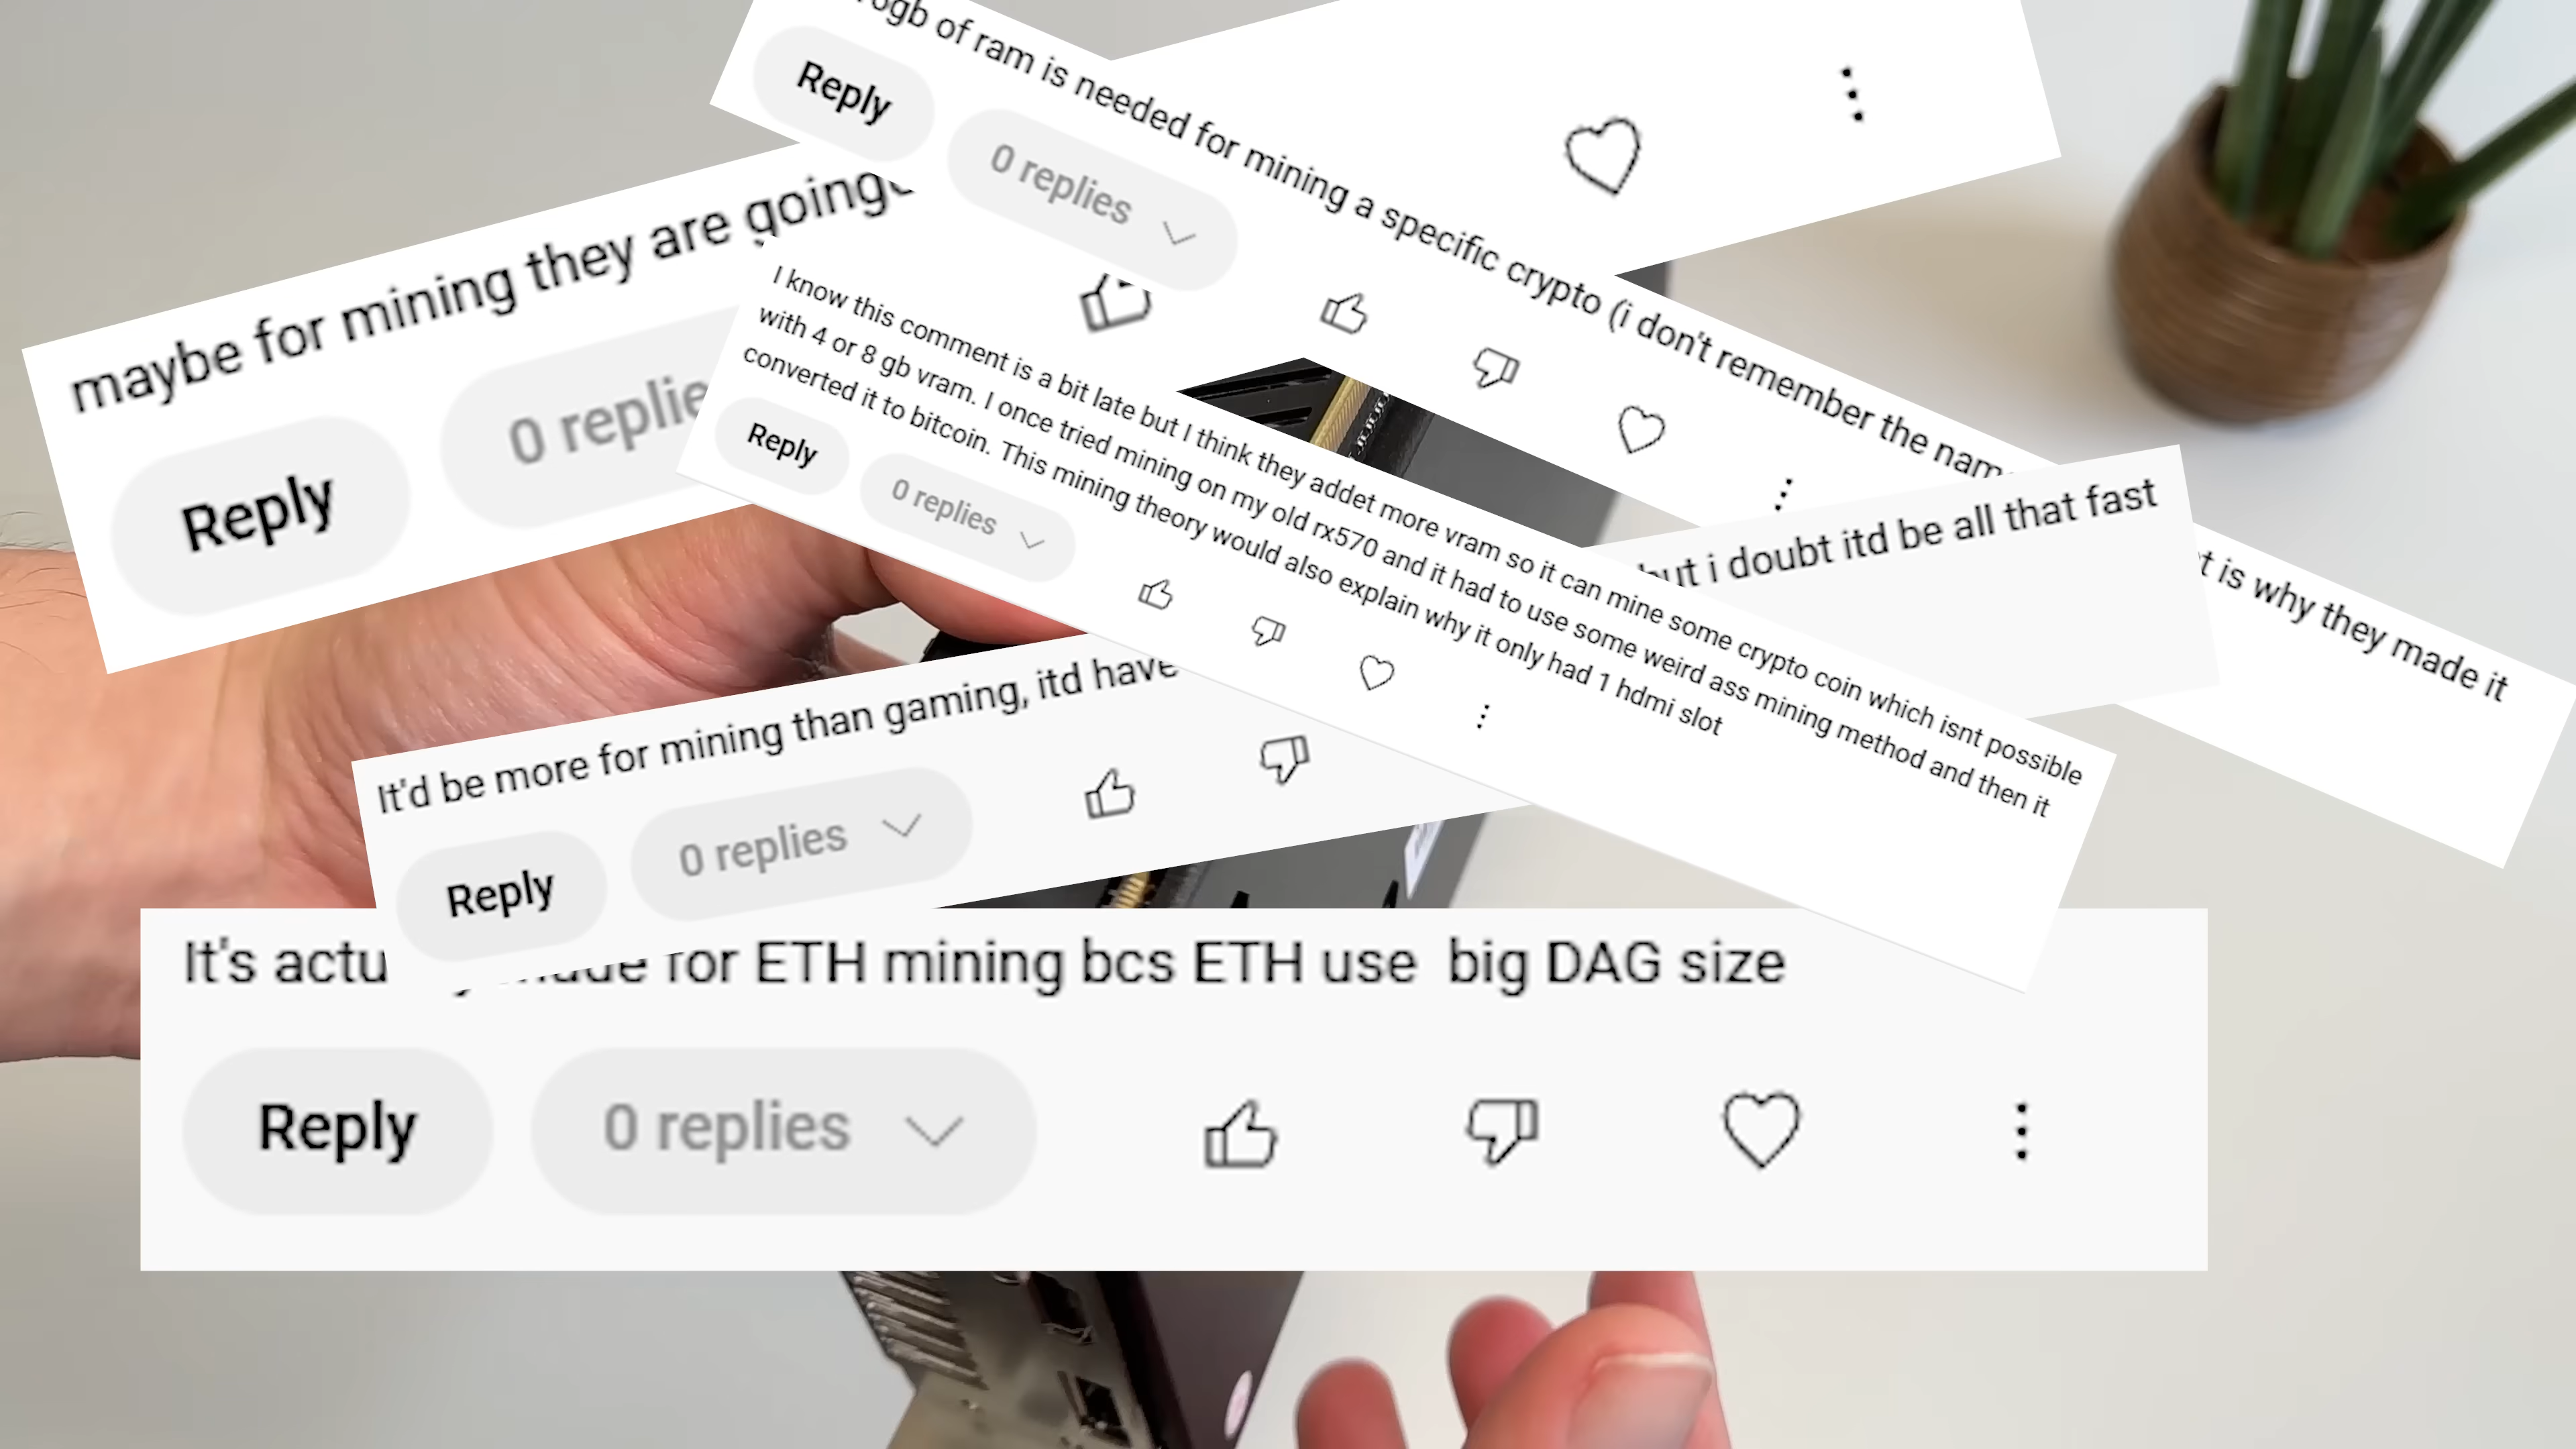 of ram is needed for mining a specific crypto (i don't remember the
is why they made it
Reply
0 replies
maybe for mining they are going
Reply
0
I know this comment is a bit late but I think they addet more vram so it can mine some crypto coin which isnt possible
with 4 or 8 gb vram. I once tried mining on my old rx570 and it had to use some weird ass mining method and then it
converted it to bitcoin. This mining theory would also explain why it only had 1 hdmi slot
Reply
0 replies
It'd be more for mining than gaming, itd have
but i doubt itd be all that fast
Reply
0 replies
It's for ETH mining bcs ETH use big DAG size
Reply
0 replies